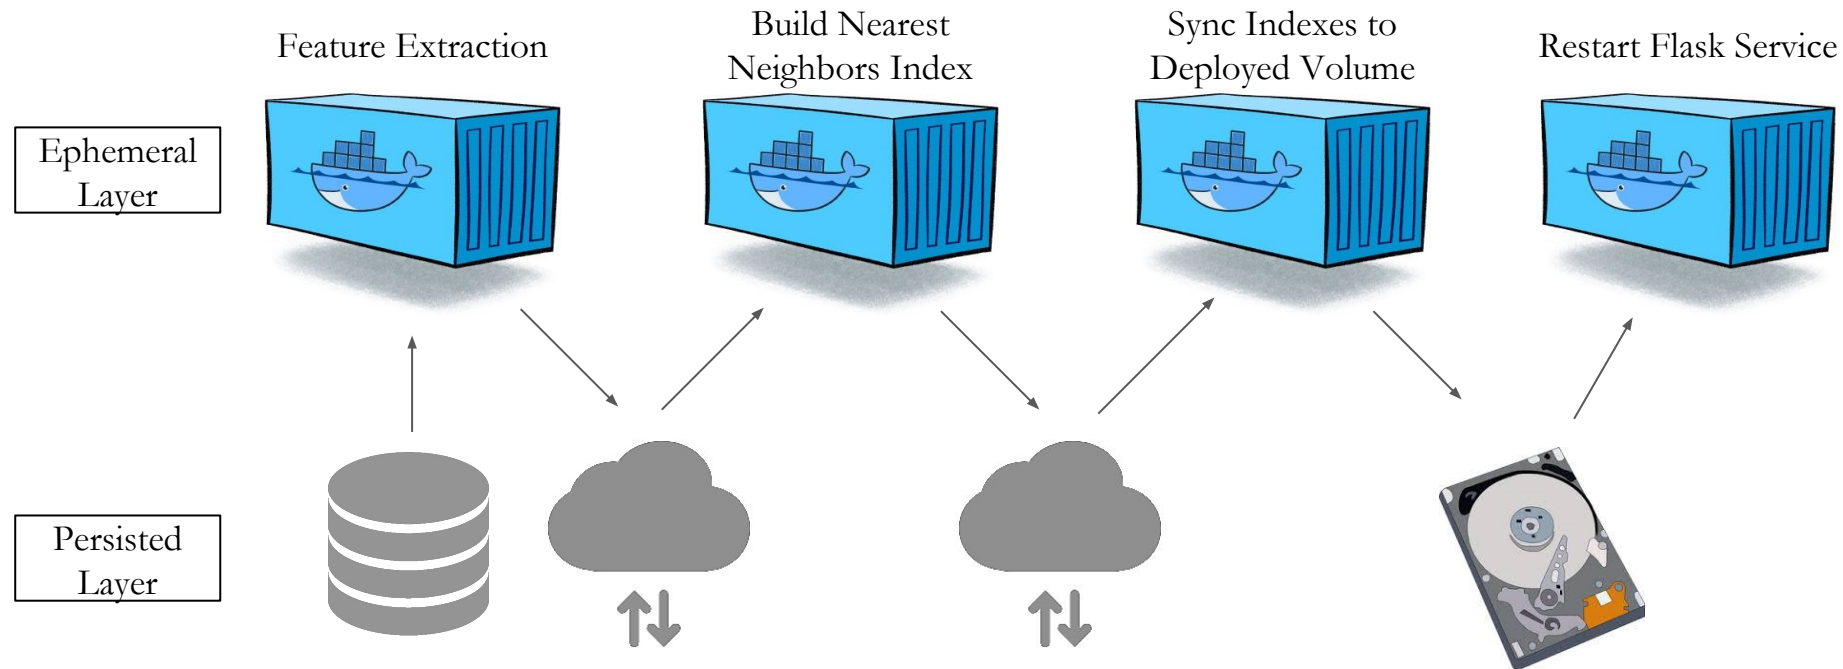 Feature Extraction
Build Nearest
Neighbors Index
Sync Indexes to
Deployed Volume
Restart Flask Service
Ephemeral
Layer
Persisted
Layer